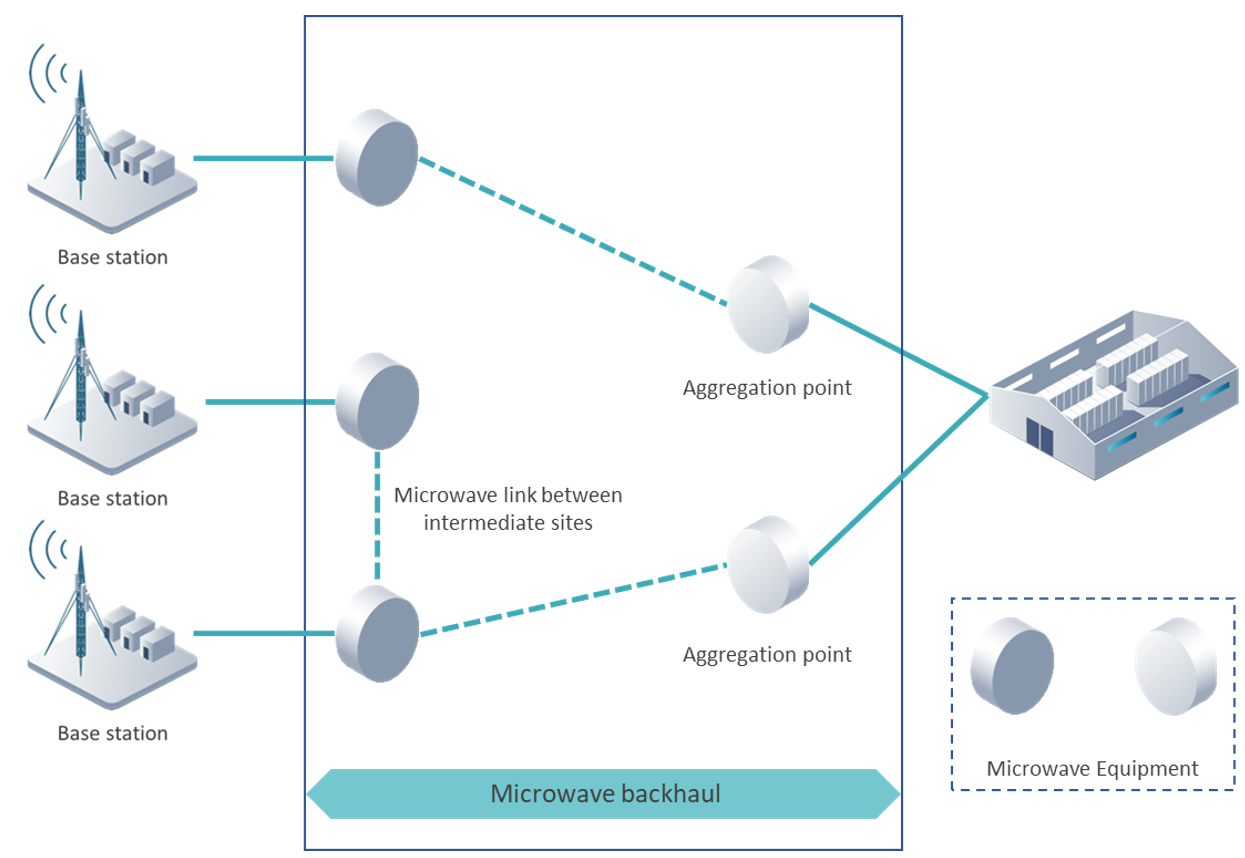 Base station
Aggregation point
Base station
Microwave link between
intermediate sites
Aggregation point
Base station
Microwave Equipment
Microwave backhaul